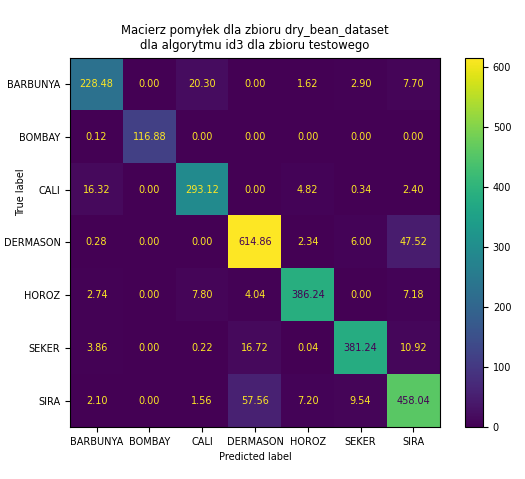 Macierz pomyłek dla zbioru dry_bean_dataset
dla algorytmu id3 dla zbioru testowego
True label
BARBUNYA 228.48 0.00 20.30 0.00 1.62 2.90 7.70
BOMBAY 0.12 116.88 0.00 0.00 0.00 0.00 0.00
CALI 16.32 0.00 293.12 0.00 4.82 0.34 2.40
DERMASON 0.28 0.00 0.00 614.86 2.34 6.00 47.52
HOROZ 2.74 0.00 7.80 4.04 386.24 0.00 7.18
SEKER 3.86 0.00 0.22 16.72 0.04 381.24 10.92
SIRA 2.10 0.00 1.56 57.56 7.20 9.54 458.04
BARBUNYA BOMBAY CALI DERMASON HOROZ SEKER SIRA
Predicted label
600
500
400
300
200
100
0